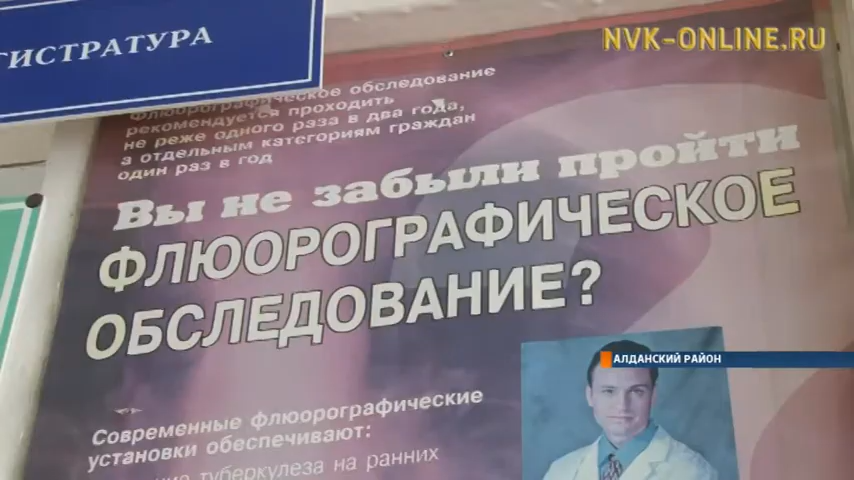 NVK-ONLINE.RU
ГИСТРАТУРА
Флюорографическое обследование
рекомендуется проходить
не реже одного раза в два года,
а отдельным категориям граждан
один раз в год
Вы не забыли пройти
ФЛЮОРОГРАФИЧЕСКОЕ
ОБСЛЕДОВАНИЕ?
АЛДАНСКИЙ РАЙОН
Современные флюорографические
установки обеспечивают:
туберкулеза на ранних